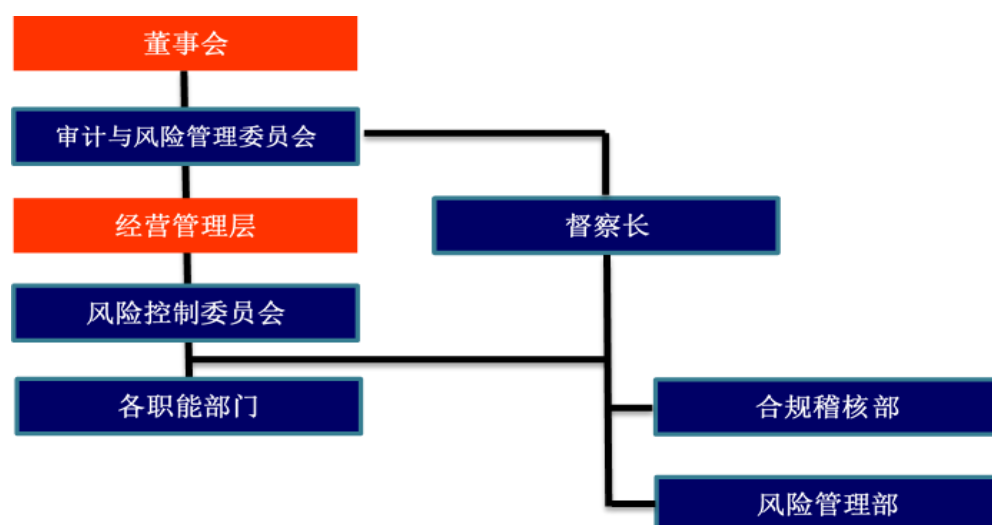 董事会
审计与风险管理委员会
经营管理层
督察长
风险控制委员会
各职能部门
合规稽核部
风险管理部